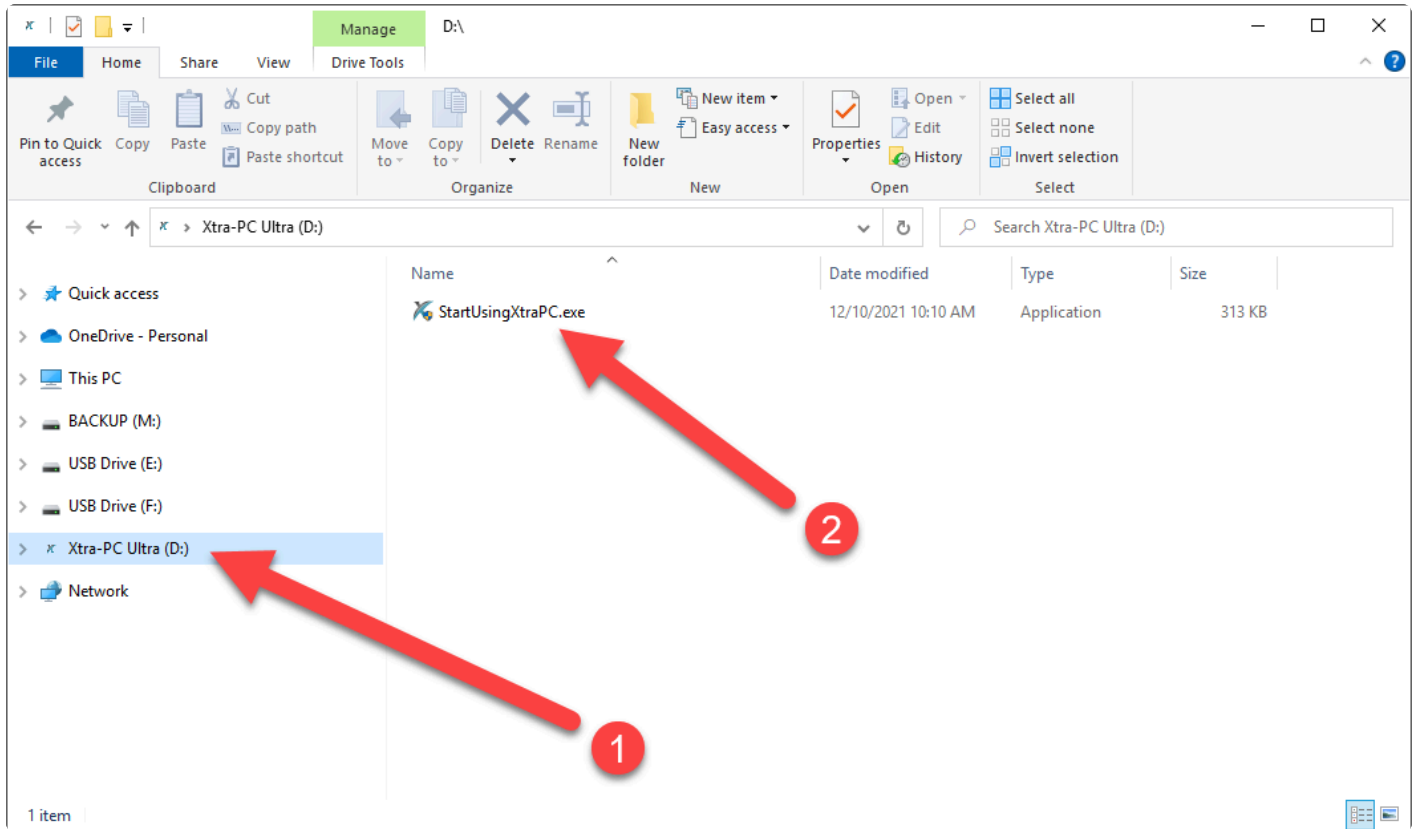 Manage
D:\
File
Home
Share
View
Drive Tools
?
Pin to Quick access
Copy
Paste
Cut
Copy path
Paste shortcut
Clipboard
Move to
Copy to
Delete
Rename
Organize
New folder
New item
Easy access
New
Properties
Open
Edit
History
Open
Select all
Select none
Invert selection
Select
Xtra-PC Ultra (D:)
Search Xtra-PC Ultra (D:)
Name
Date modified
Type
Size
StartUsingXtraPC.exe
12/10/2021 10:10 AM
Application
313 KB
Quick access
OneDrive - Personal
This PC
BACKUP (M:)
USB Drive (E:)
USB Drive (F:)
Xtra-PC Ultra (D:)
Network
2
1
1 item